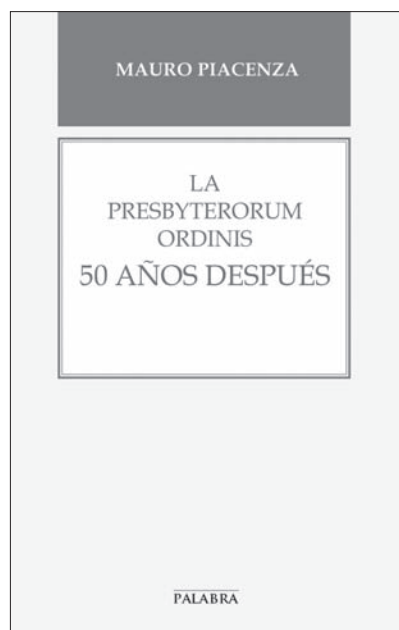 MAURO PIACENZA
LA
PRESBYTERORUM
ORDINIS
50 AÑOS DESPUÉS
PALABRA